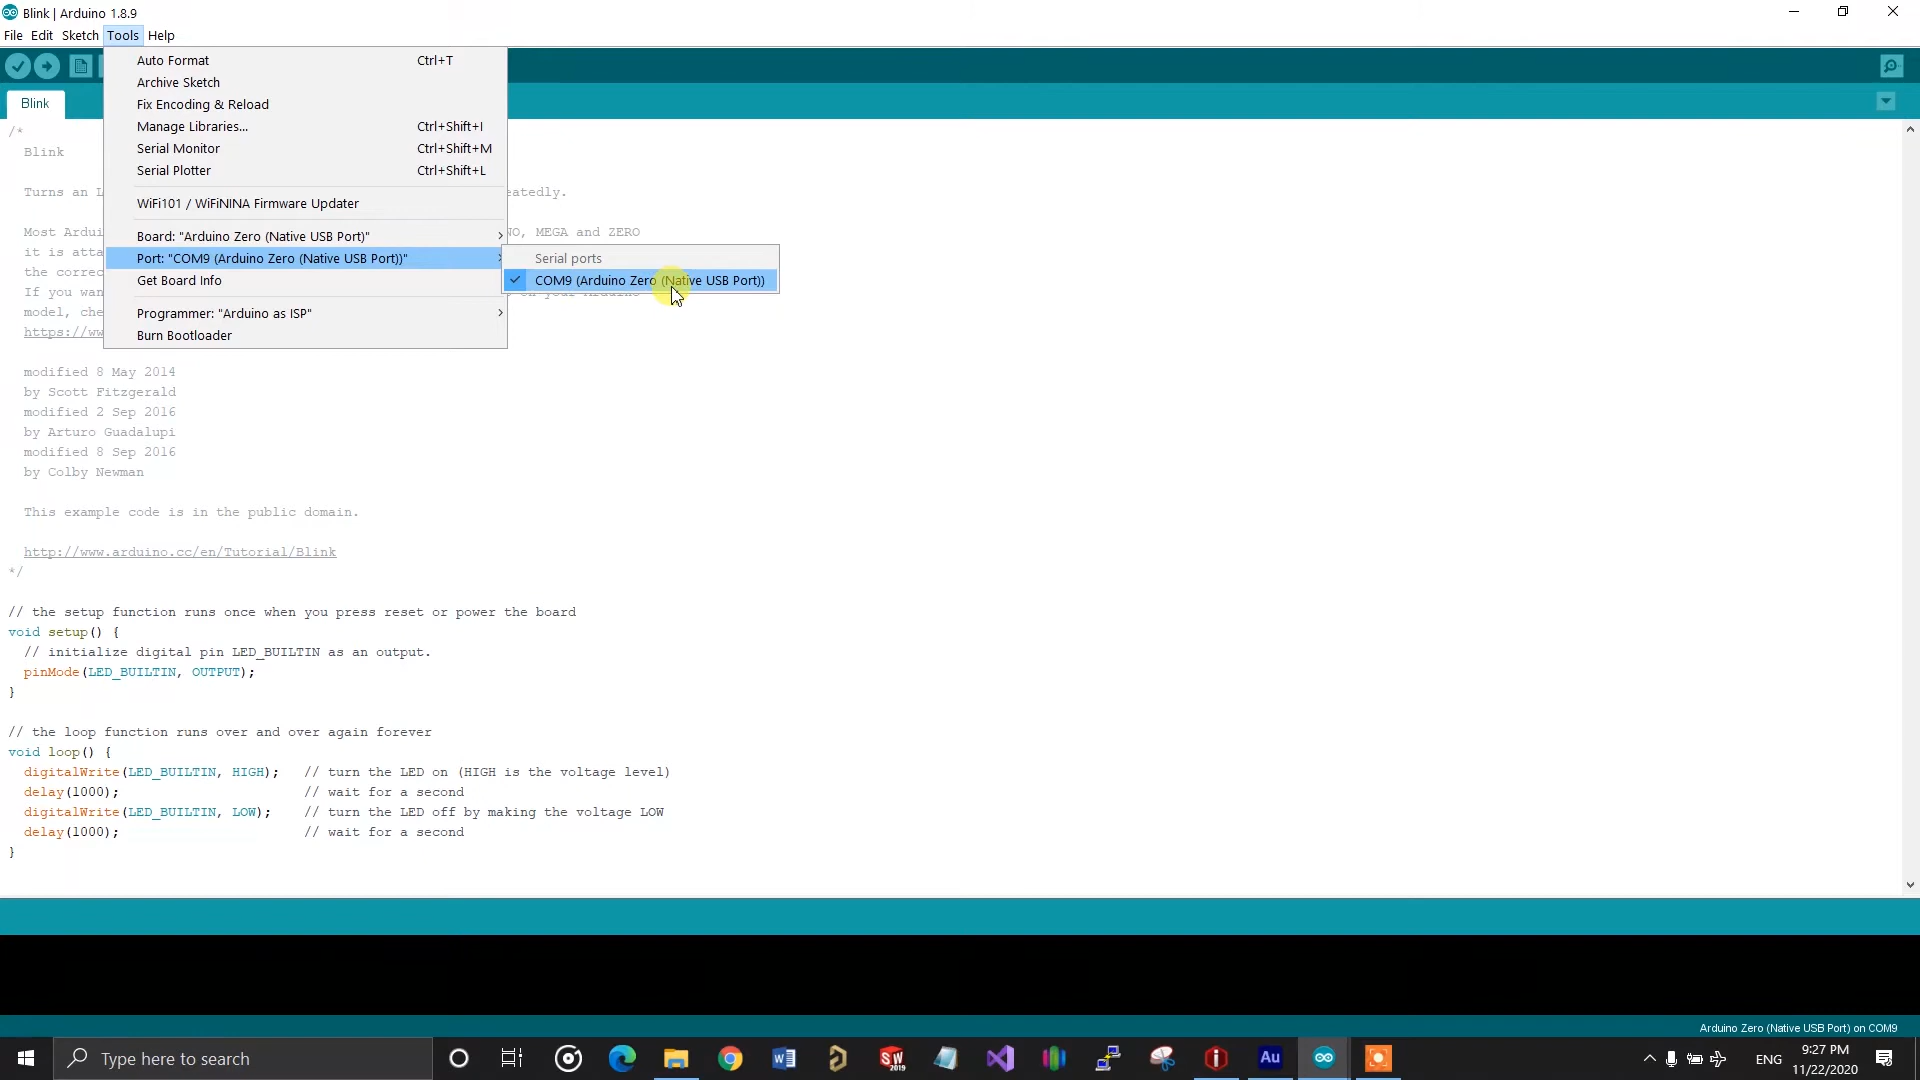 Blink | Arduino 1.8.9
File Edit Sketch Tools Help
Auto Format Ctrl+T
Archive Sketch
Fix Encoding & Reload
Manage Libraries... Ctrl+Shift+I
Serial Monitor Ctrl+Shift+M
Serial Plotter Ctrl+Shift+L
WiFi101 / WiFiNINA Firmware Updater
Board: "Arduino Zero (Native USB Port)"
Port: "COM9 (Arduino Zero (Native USB Port))"
Get Board Info
Programmer: "Arduino as ISP"
Burn Bootloader
Serial ports
COM9 (Arduino Zero (Native USB Port))
Blink
/*
Blink
Turns an L eatedly.
Most Ardui NO, MEGA and ZERO
it is atta
the correc
If you wan on your Arduino
model, che
https://ww
modified 8 May 2014
by Scott Fitzgerald
modified 2 Sep 2016
by Arturo Guadalupi
modified 8 Sep 2016
by Colby Newman
This example code is in the public domain.
http://www.arduino.cc/en/Tutorial/Blink
*/
// the setup function runs once when you press reset or power the board
void setup() {
// initialize digital pin LED_BUILTIN as an output.
pinMode(LED_BUILTIN, OUTPUT);
}
// the loop function runs over and over again forever
void loop() {
digitalWrite(LED_BUILTIN, HIGH); // turn the LED on (HIGH is the voltage level)
delay(1000); // wait for a second
digitalWrite(LED_BUILTIN, LOW); // turn the LED off by making the voltage LOW
delay(1000); // wait for a second
}
Arduino Zero (Native USB Port) on COM9
Type here to search
SW
2019
Au
ENG
9:27 PM
11/22/2020